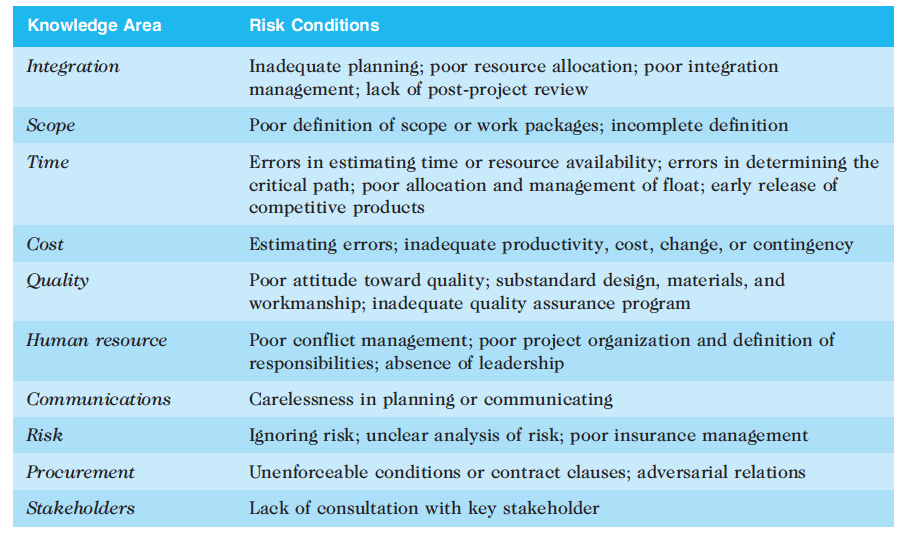 Knowledge Area Risk Conditions
Integration Inadequate planning; poor resource allocation; poor integration
management; lack of post-project review
Scope Poor definition of scope or work packages; incomplete definition
Time Errors in estimating time or resource availability; errors in determining the
critical path; poor allocation and management of float; early release of
competitive products
Cost Estimating errors; inadequate productivity, cost, change, or contingency
Quality Poor attitude toward quality; substandard design, materials, and
workmanship; inadequate quality assurance program
Human resource Poor conflict management; poor project organization and definition of
responsibilities; absence of leadership
Communications Carelessness in planning or communicating
Risk Ignoring risk; unclear analysis of risk; poor insurance management
Procurement Unenforceable conditions or contract clauses; adversarial relations
Stakeholders Lack of consultation with key stakeholder